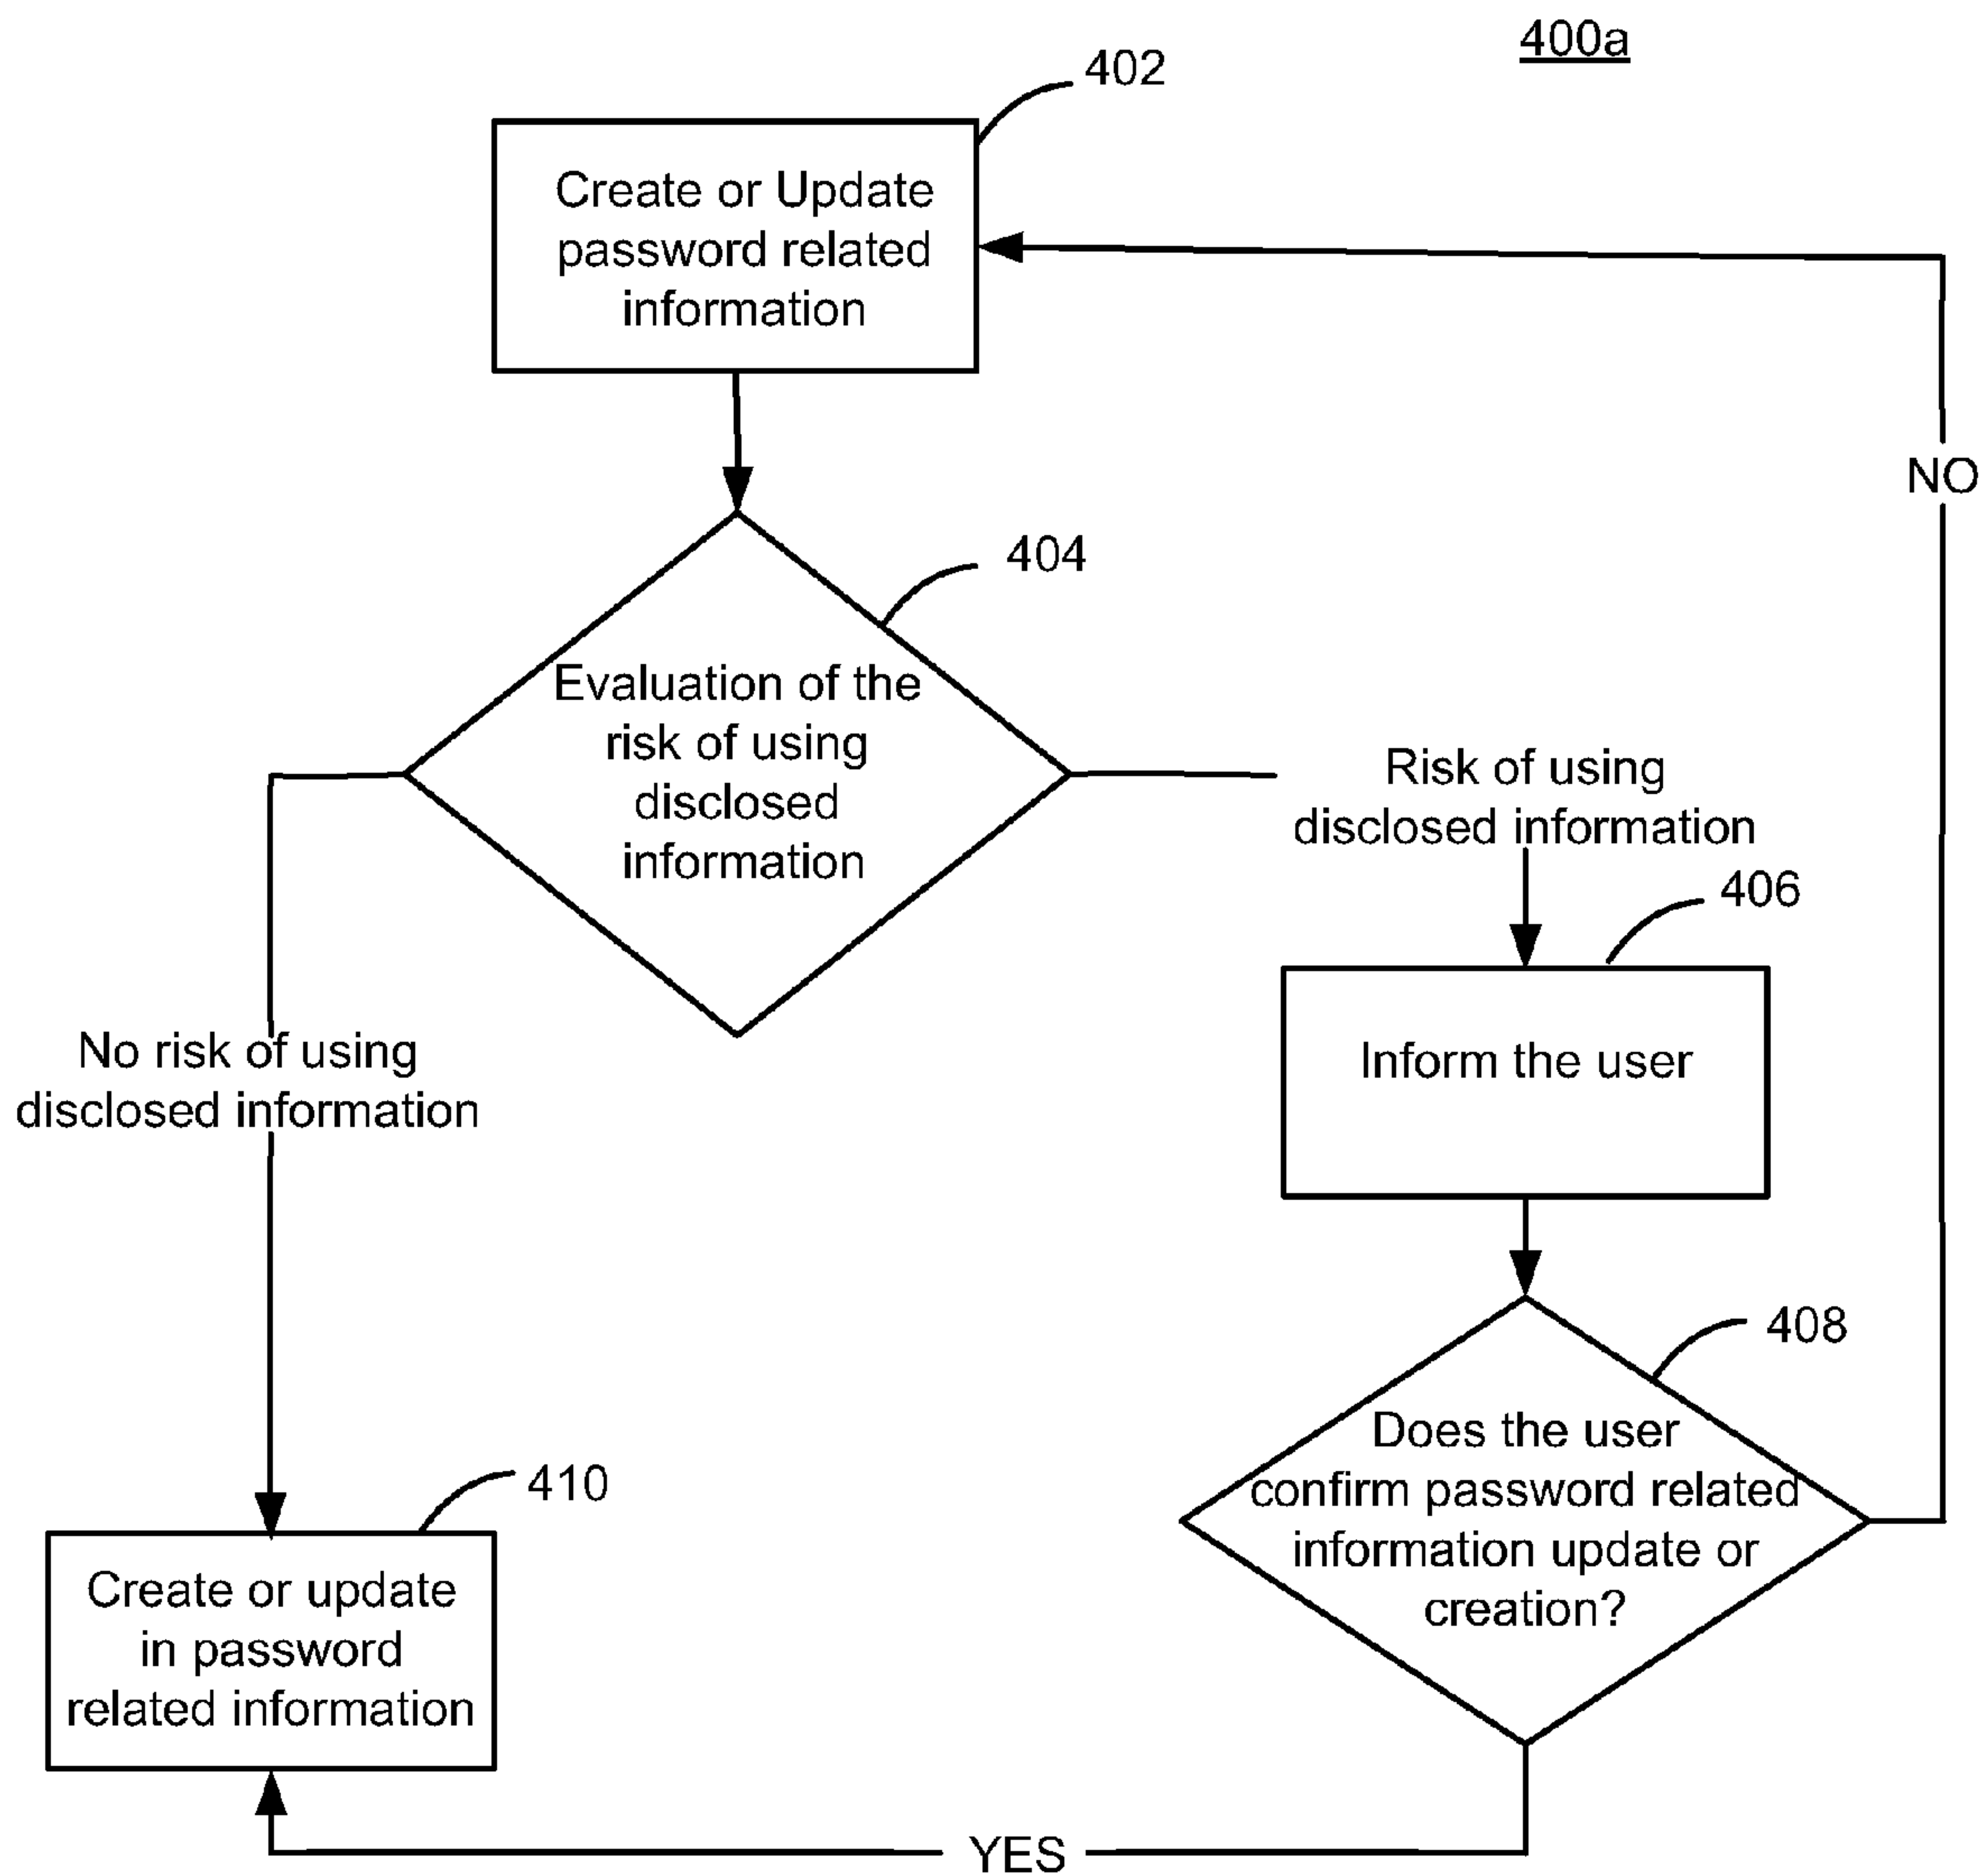 400a
402
Create or Update
password related
information
NO
404
Evaluation of the
risk of using
disclosed
information
Risk of using
disclosed information
406
Inform the user
No risk of using
disclosed information
408
Does the user
confirm password related
information update or
creation?
410
Create or update
in password
related information
YES